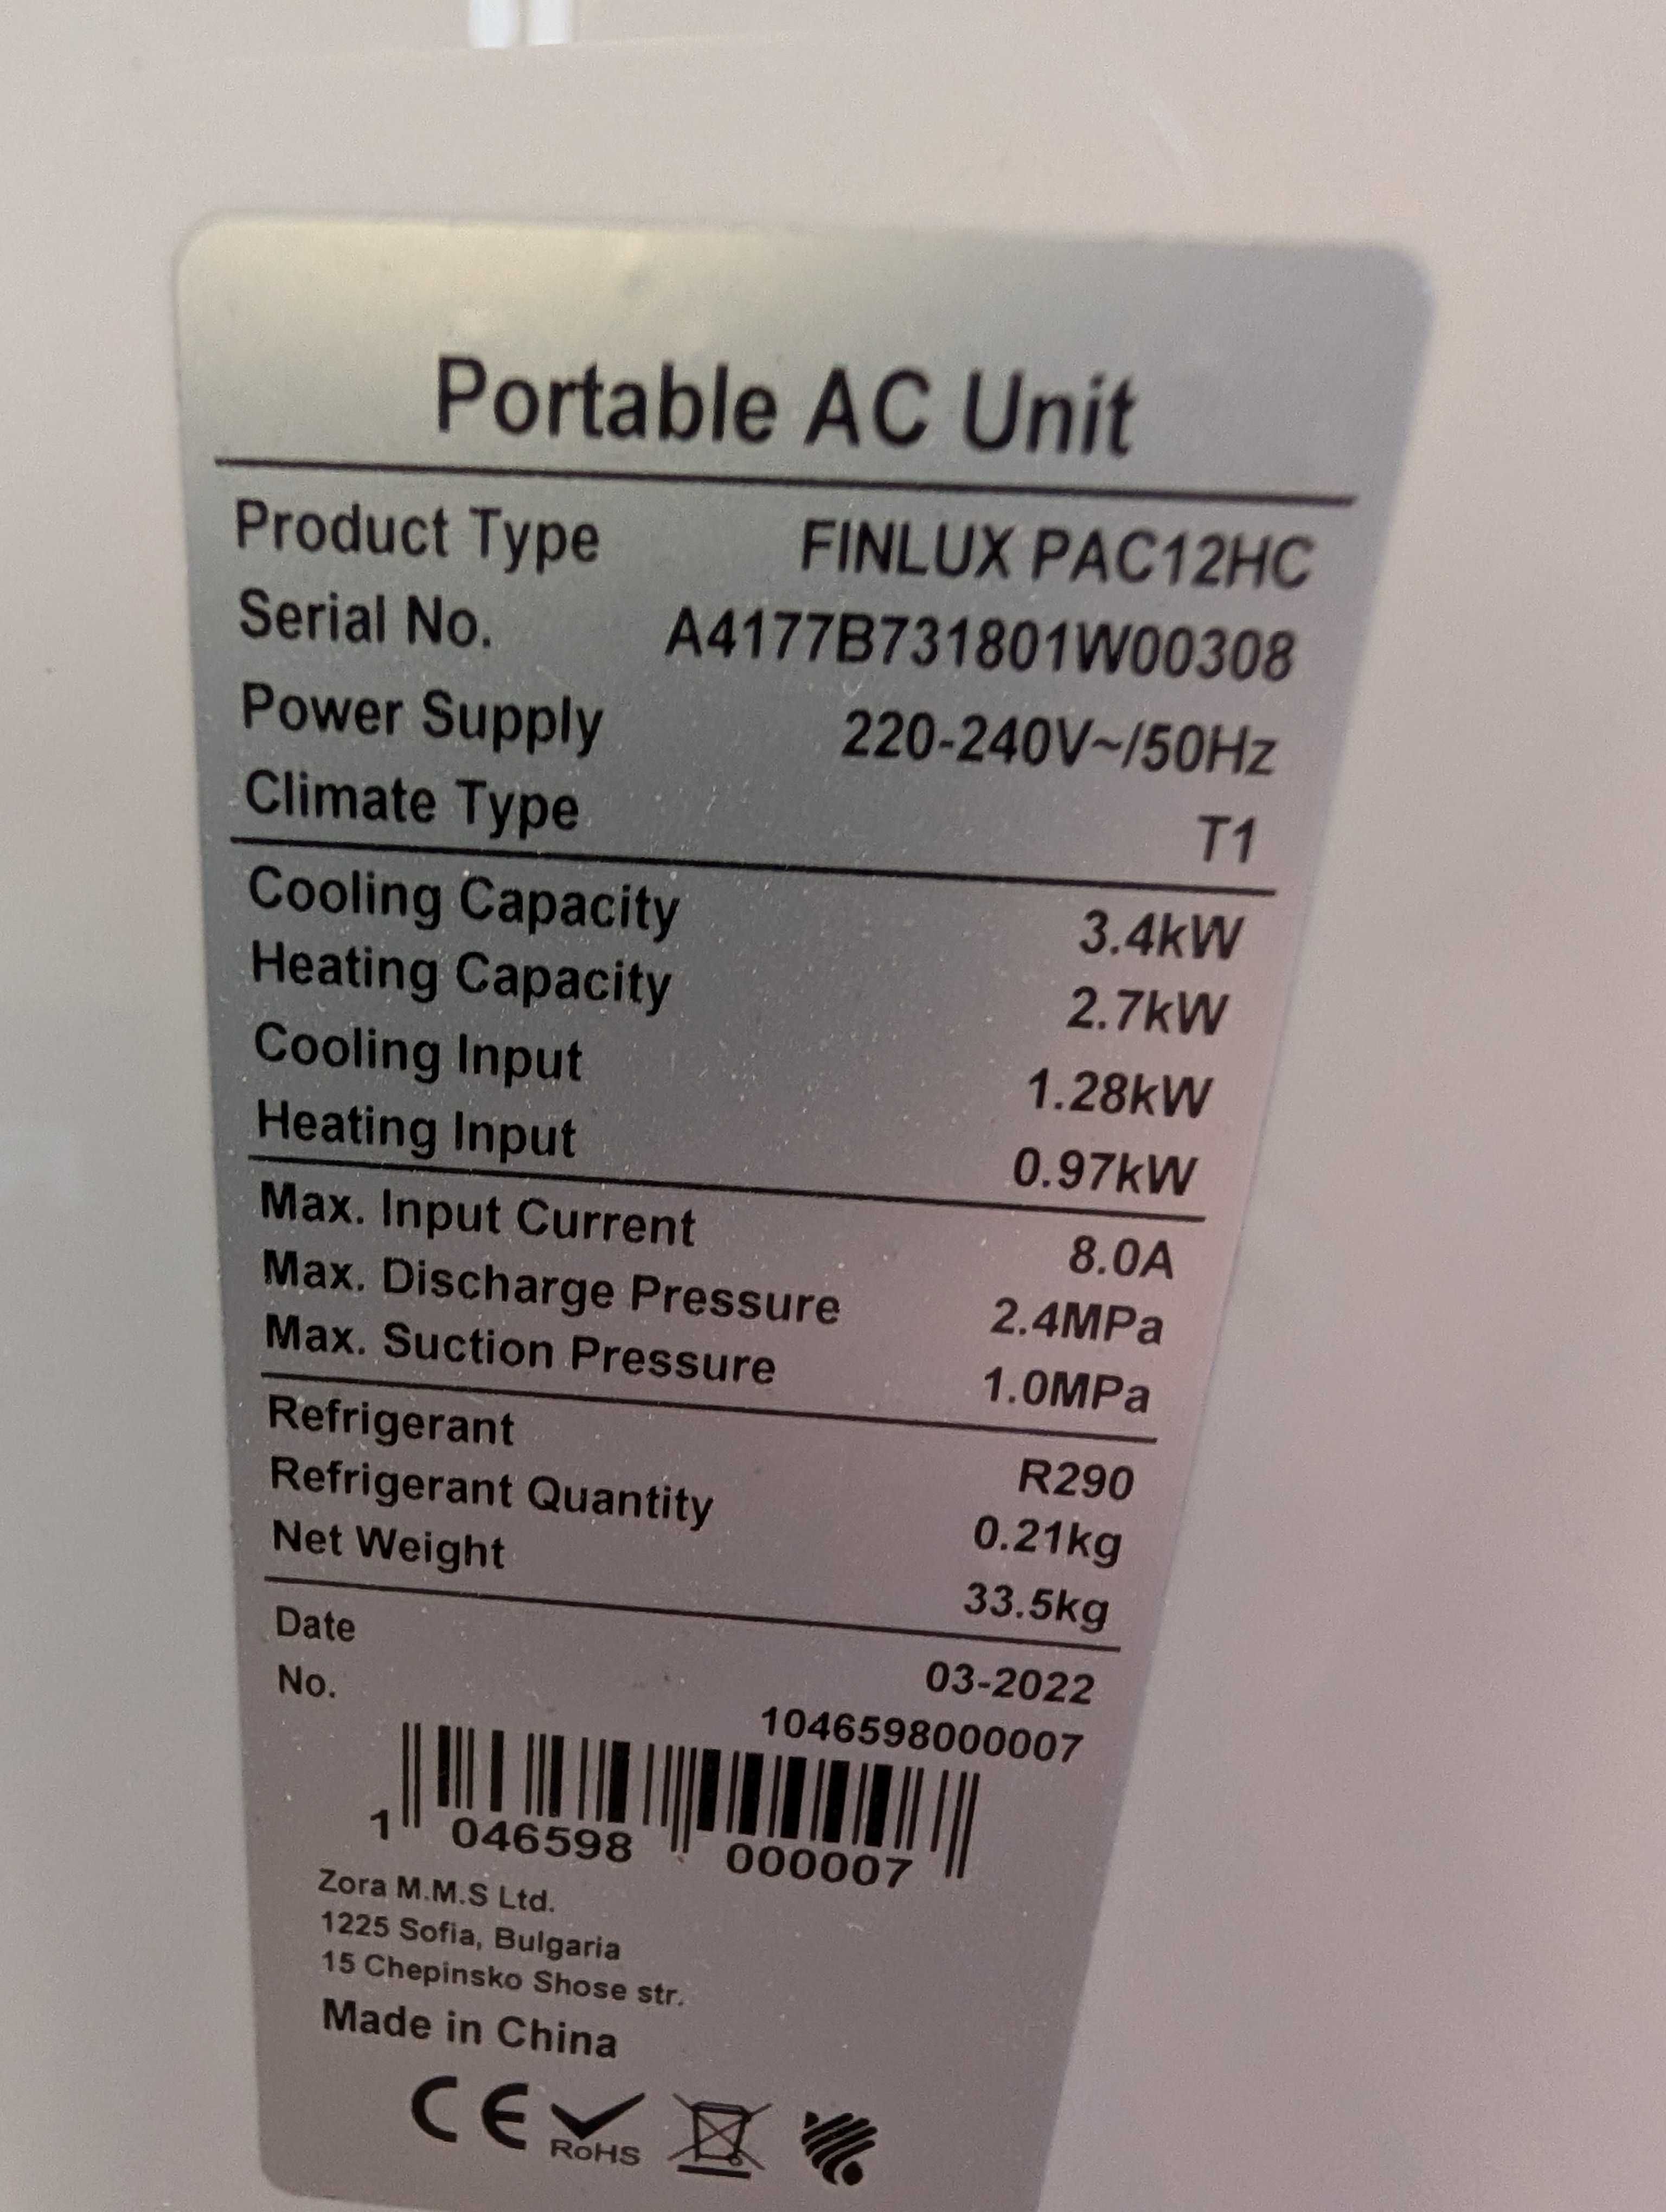 Portable AC Unit
Product Type FINLUX PAC12HC
Serial No. A4177B731801W00308
Power Supply 220-240V~/50Hz
Climate Type T1
Cooling Capacity 3.4kW
Heating Capacity 2.7kW
Cooling Input 1.28kW
Heating Input 0.97kW
Max. Input Current 8.0A
Max. Discharge Pressure 2.4MPa
Max. Suction Pressure 1.0MPa
Refrigerant R290
Refrigerant Quantity 0.21kg
Net Weight 33.5kg
Date 03-2022
No. 1046598000007
1 046598 000007
Zora M.M.S Ltd.
1225 Sofia, Bulgaria
15 Chepinsko Shose str.
Made in China
CE RoHS